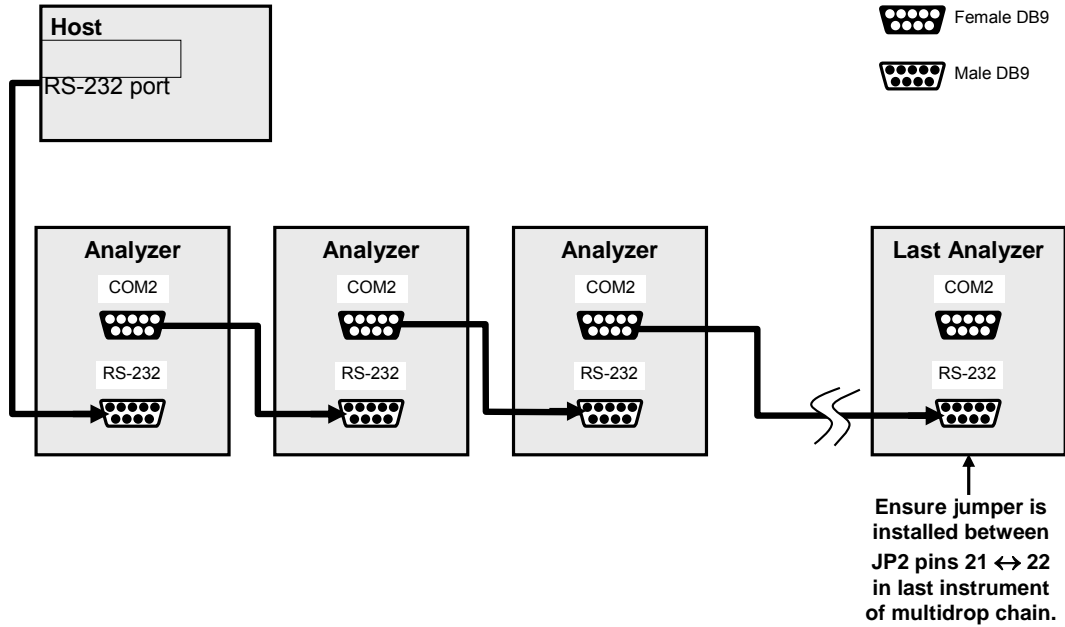 Host
RS-232 port
Female DB9
Male DB9
Analyzer
COM2
RS-232
Analyzer
COM2
RS-232
Analyzer
COM2
RS-232
Last Analyzer
COM2
RS-232
Ensure jumper is
installed between
JP2 pins 21 ↔ 22
in last instrument
of multidrop chain.